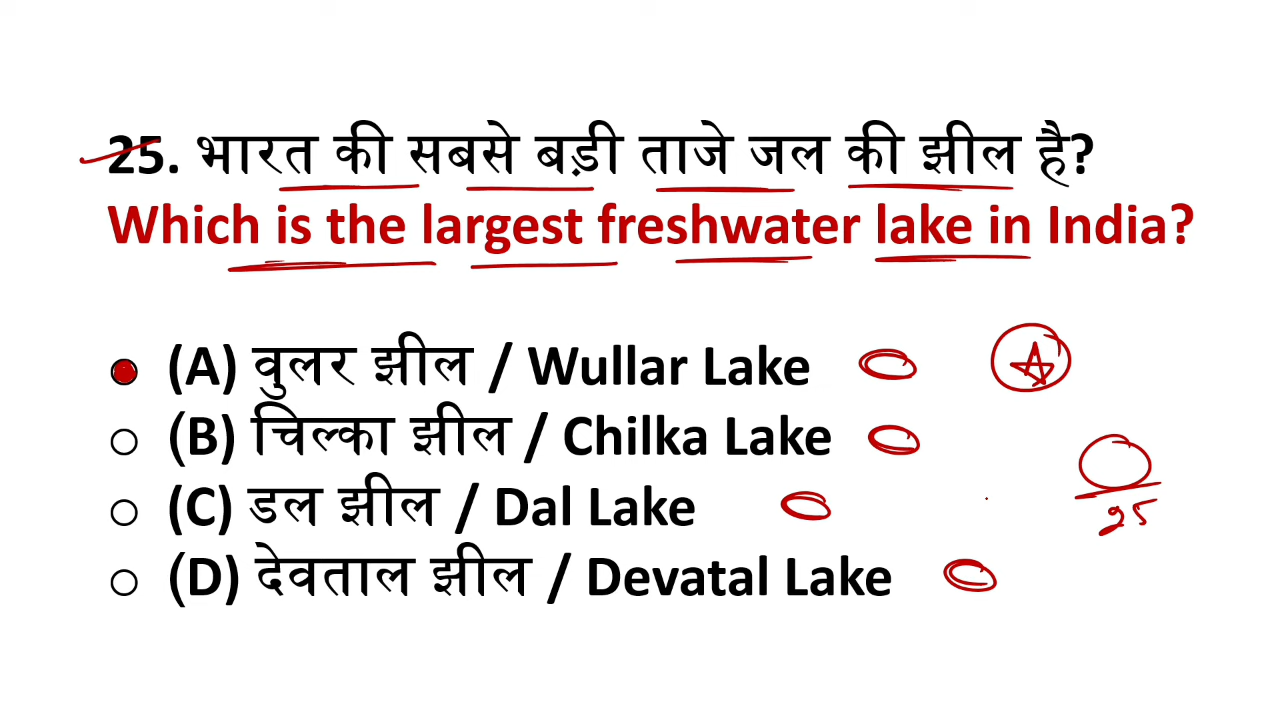 25. भारत की सबसे बड़ी ताजे जल की झील है?
Which is the largest freshwater lake in India?
(A) वुलर झील / Wullar Lake
(B) चिल्का झील / Chilka Lake
(C) डल झील / Dal Lake
(D) देवताल झील / Devatal Lake
25